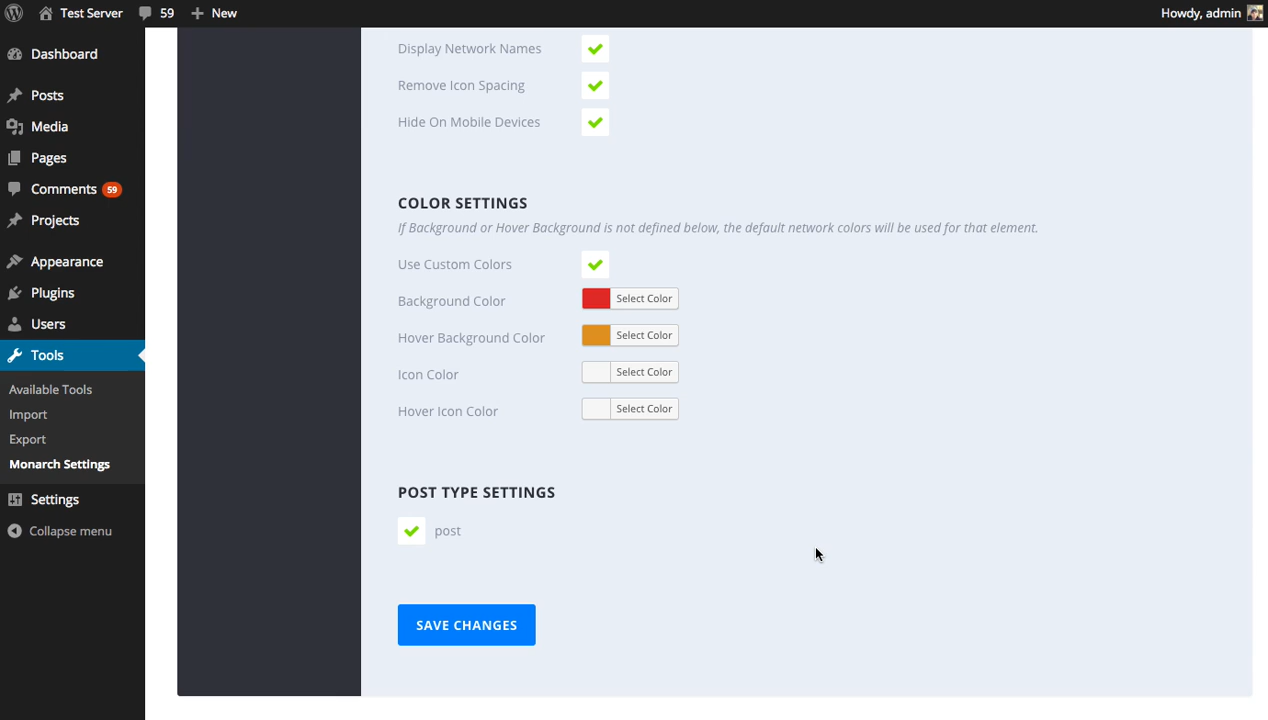 Test Server
59
New
Howdy, admin
Dashboard
Posts
Media
Pages
Comments 59
Projects
Appearance
Plugins
Users
Tools
Available Tools
Import
Export
Monarch Settings
Settings
Collapse menu
Display Network Names
Remove Icon Spacing
Hide On Mobile Devices
COLOR SETTINGS
If Background or Hover Background is not defined below, the default network colors will be used for that element.
Use Custom Colors
Background Color Select Color
Hover Background Color Select Color
Icon Color Select Color
Hover Icon Color Select Color
POST TYPE SETTINGS
post
SAVE CHANGES